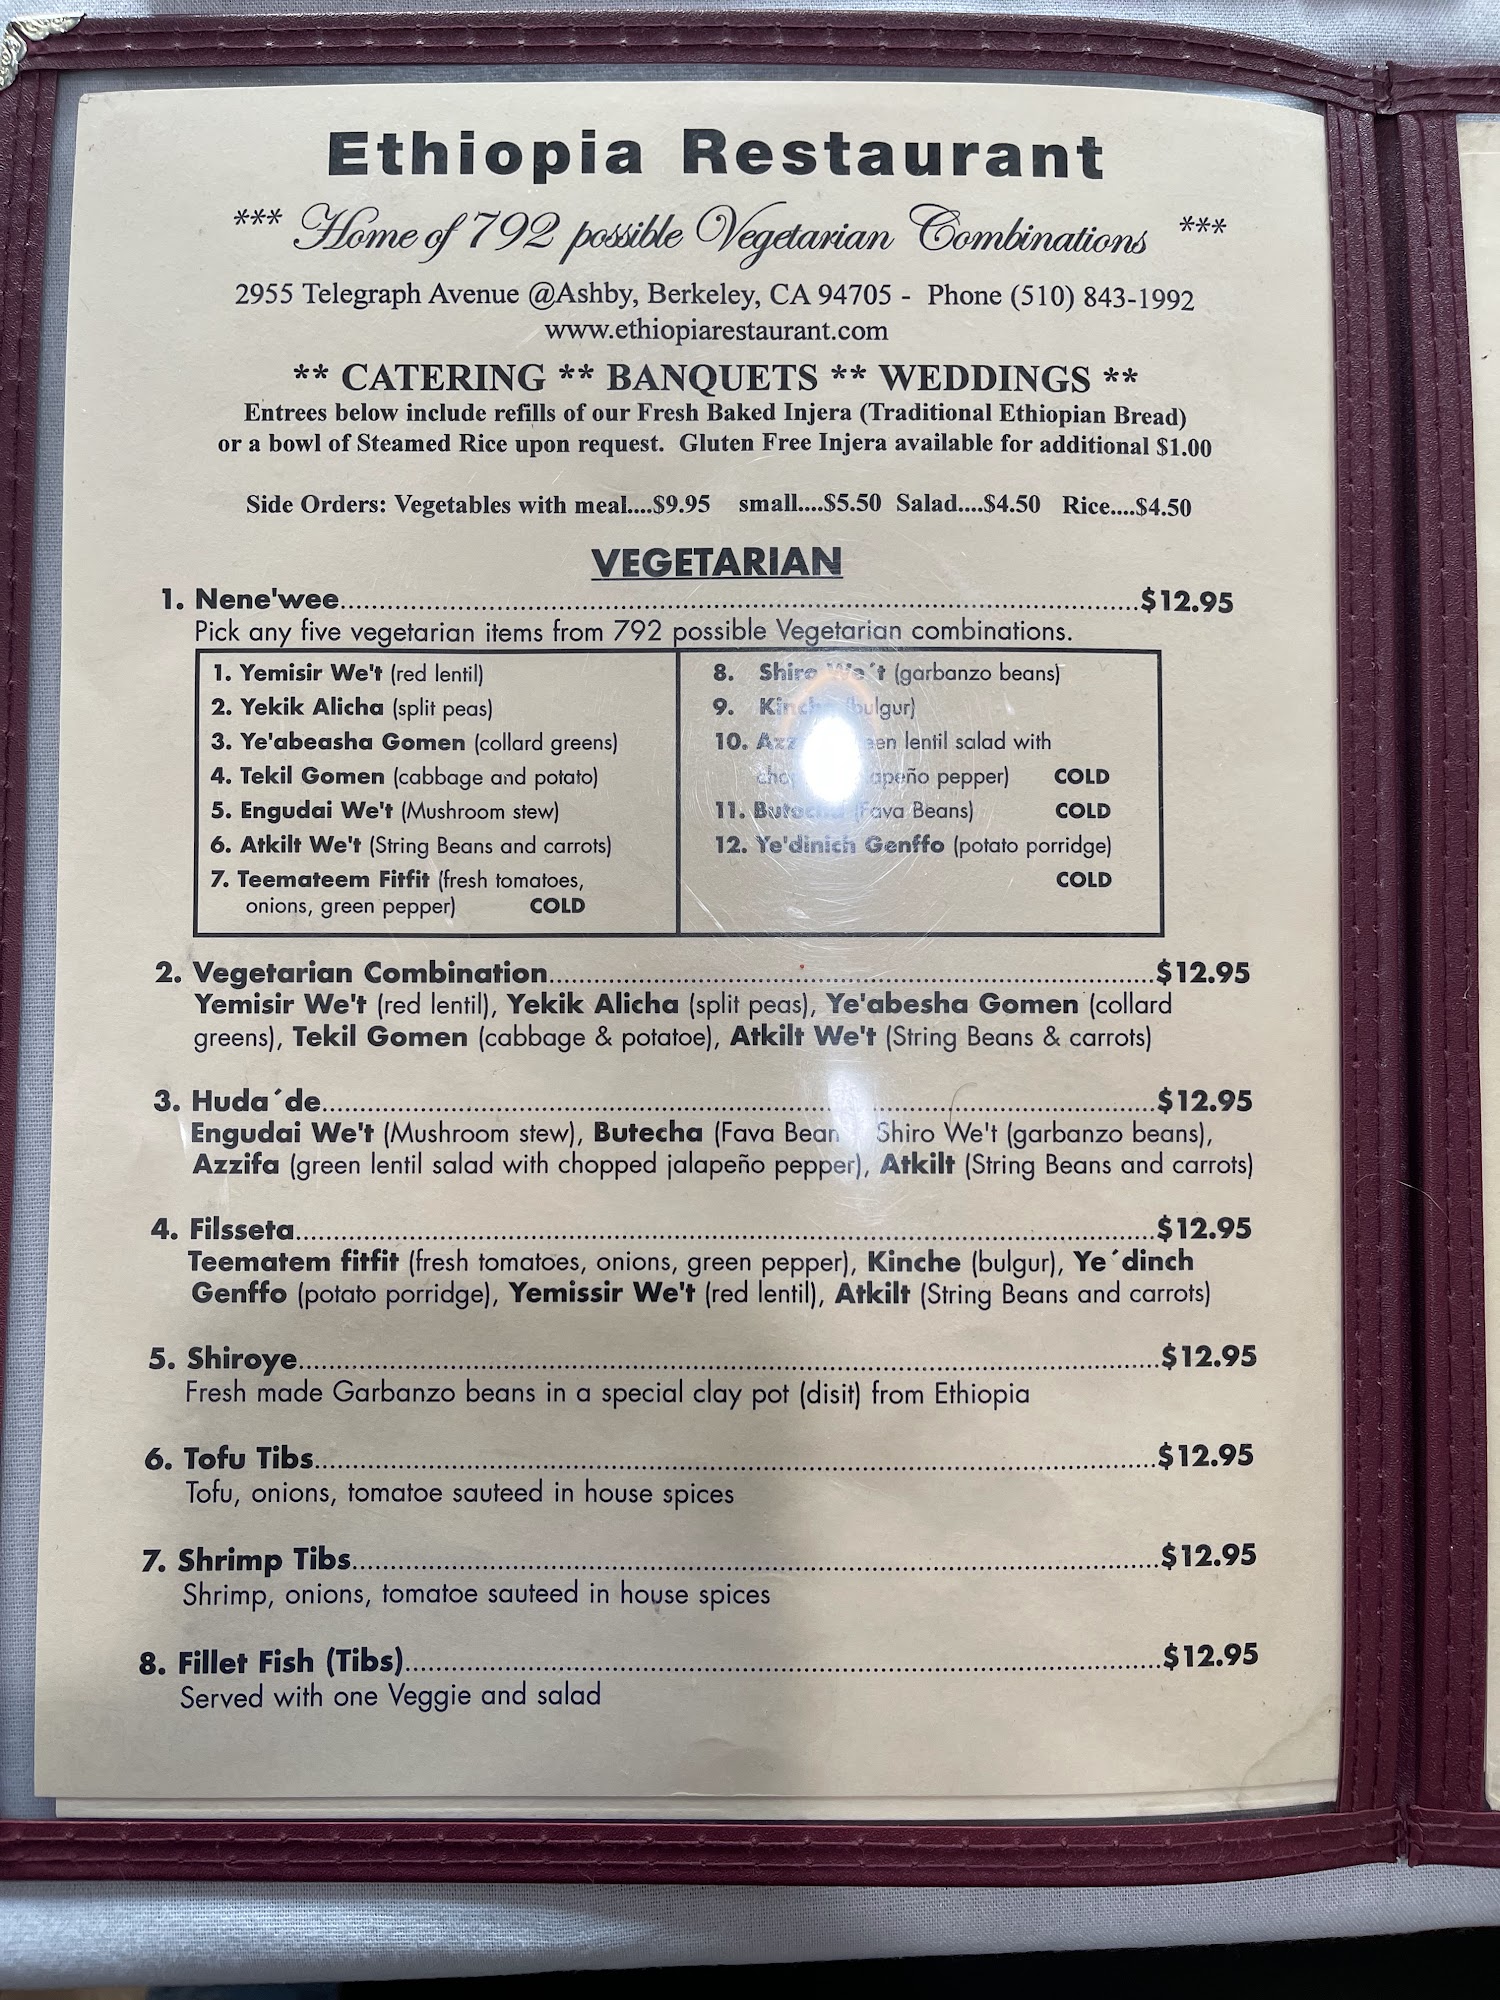 Ethiopia Restaurant
*** Home of 792 possible Vegetarian Combinations ***
2955 Telegraph Avenue @Ashby, Berkeley, CA 94705 - Phone (510) 843-1992
www.ethiopiarestaurant.com
** CATERING ** BANQUETS ** WEDDINGS **
Entrees below include refills of our Fresh Baked Injera (Traditional Ethiopian Bread)
or a bowl of Steamed Rice upon request. Gluten Free Injera available for additional $1.00
Side Orders: Vegetables with meal....$9.95 small....$5.50 Salad....$4.50 Rice....$4.50
VEGETARIAN
1. Nene'wee.....$12.95
Pick any five vegetarian items from 792 possible Vegetarian combinations.
1. Yemisir We't (red lentil)
2. Yekik Alicha (split peas)
3. Ye'abeasha Gomen (collard greens)
4. Tekil Gomen (cabbage and potato)
5. Engudai We't (Mushroom stew)
6. Atkilt We't (String Beans and carrots)
7. Teemateem Fitfit (fresh tomatoes,
onions, green pepper) COLD
8. Shiro We´t (garbanzo beans)
9. Kinche (bulgur)
10. lentil salad with
pepper) COLD
11. Butecha (Fava Beans) COLD
12. Ye'dinich Genffo (potato porridge)
COLD
2. Vegetarian Combination.....$12.95
Yemisir We't (red lentil), Yekik Alicha (split peas), Ye'abesha Gomen (collard
greens), Tekil Gomen (cabbage & potatoe), Atkilt We't (String Beans & carrots)
3. Huda´de.....$12.95
Engudai We't (Mushroom stew), Butecha (Fava Shiro We't (garbanzo beans),
Azzifa (green lentil salad with chopped jalapeño pepper), Atkilt (String Beans and carrots)
4. Filsseta.....$12.95
Teematem fitfit (fresh tomatoes, onions, green pepper), Kinche (bulgur), Ye´dinch
Genffo (potato porridge), Yemissir We't (red lentil), Atkilt (String Beans and carrots)
5. Shiroye.....$12.95
Fresh made Garbanzo beans in a special clay pot (disit) from Ethiopia
6. Tofu Tibs.....$12.95
Tofu, onions, tomatoe sauteed in house spices
7. Shrimp Tibs.....$12.95
Shrimp, onions, tomatoe sauteed in house spices
8. Fillet Fish (Tibs).....$12.95
Served with one Veggie and salad